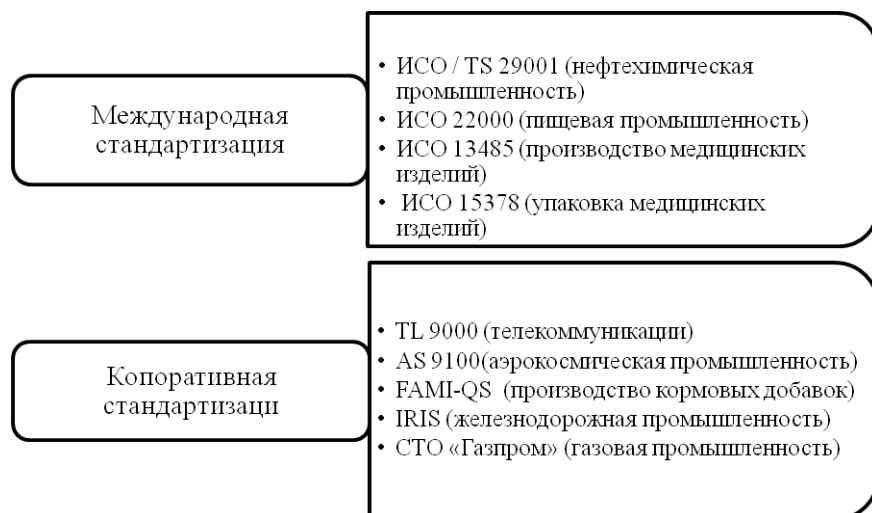 Международная
стандартизация
• ИСО / TS 29001 (нефтехимическая
промышленность)
• ИСО 22000 (пищевая промышленность)
• ИСО 13485 (производство медицинских
изделий)
• ИСО 15378 (упаковка медицинских
изделий)
Копоративная
стандартизаци
• TL 9000 (телекоммуникации)
• AS 9100(аэрокосмическая промышленность)
• FAMI-QS (производство кормовых добавок)
• IRIS (железнодорожная промышленность)
• СТО «Газпром» (газовая промышленность)